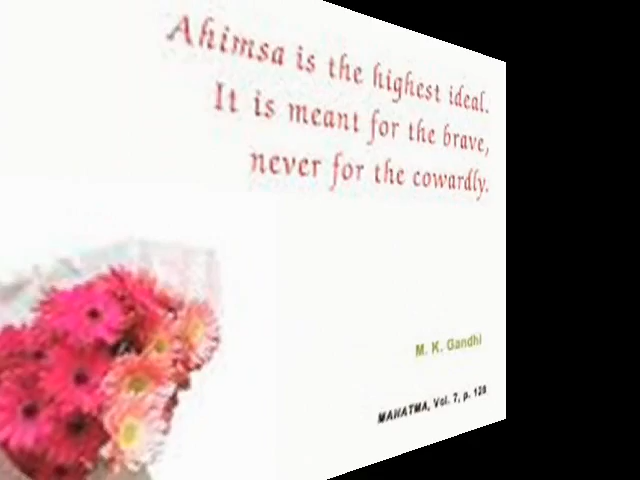 Ahimsa is the highest ideal.
It is meant for the brave,
never for the cowardly.
M. K. Gandhi
MAHATMA, Vol. 7, p. 128